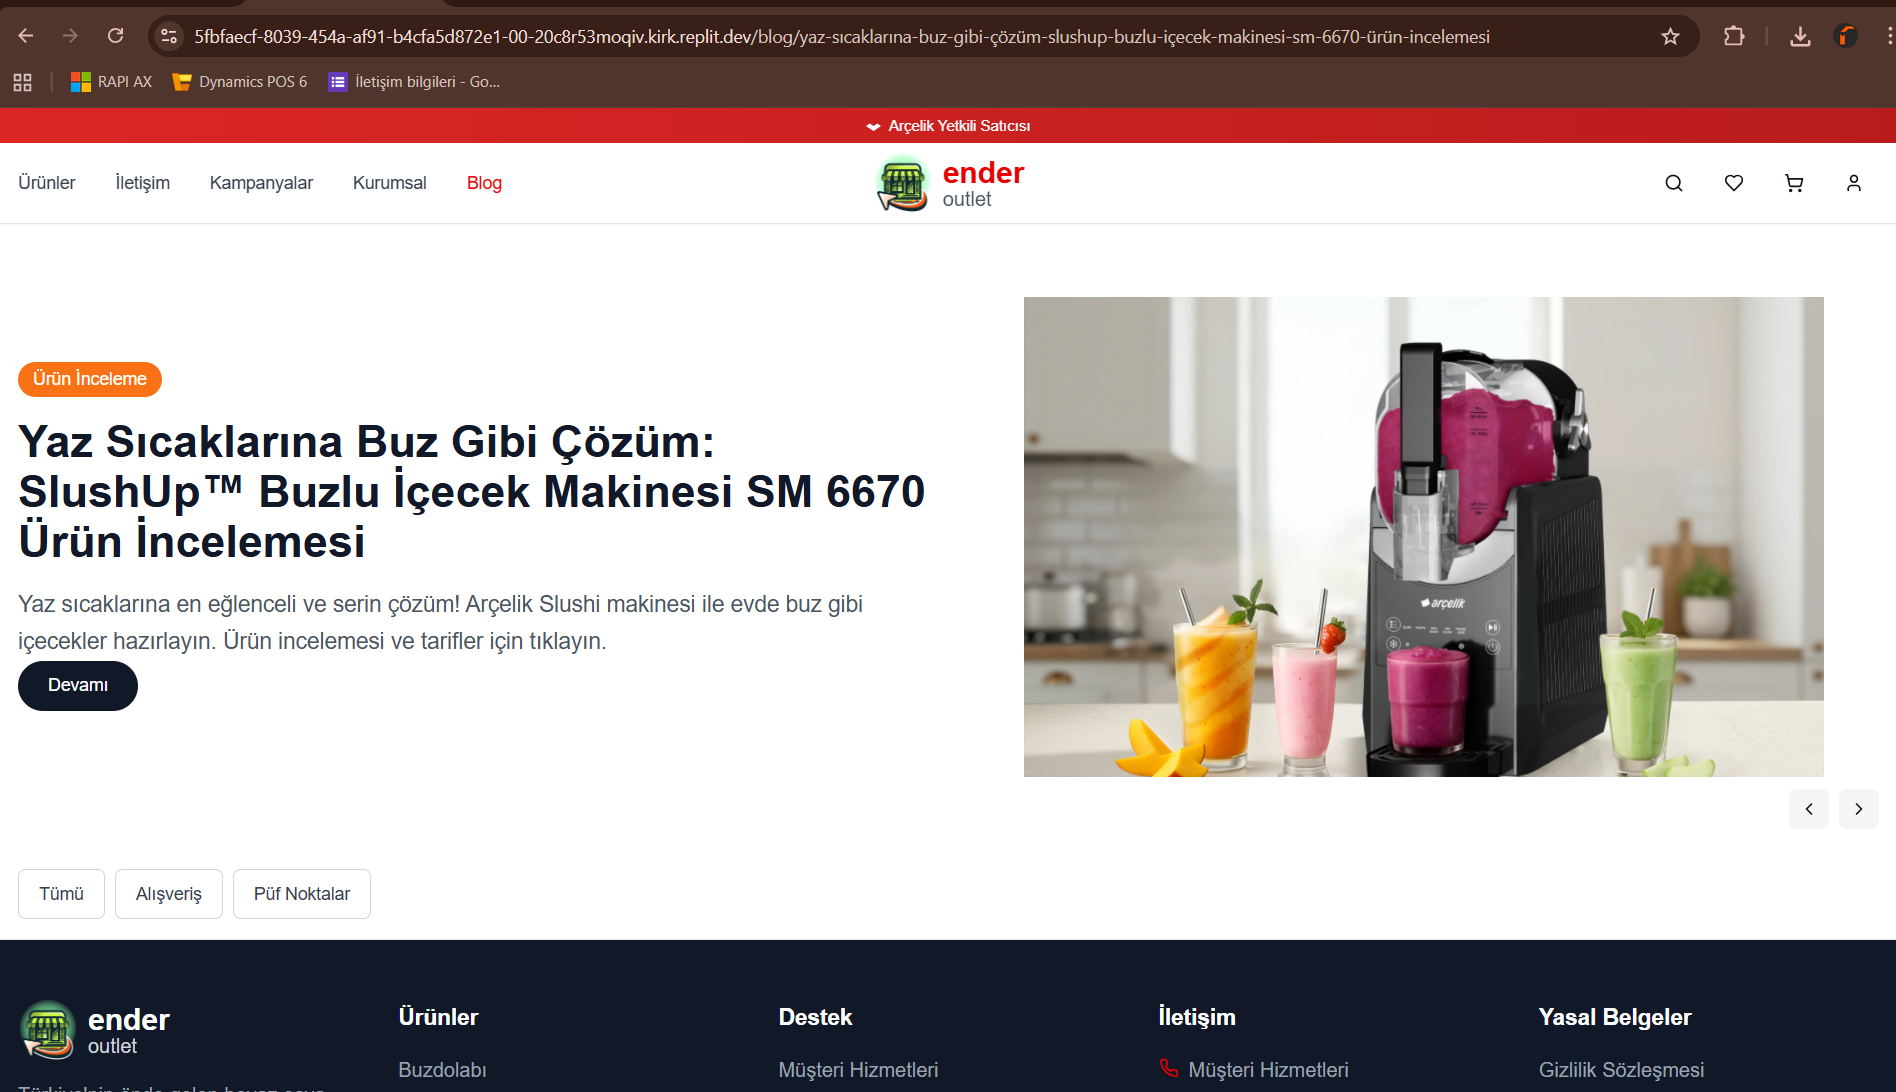 5fbfaecf-8039-454a-af91-b4cfa5d872e1-00-20c8r53moqiv.kirk.replit.dev/blog/yaz-sıcaklarına-buz-gibi-çözüm-slushup-buzlu-içecek-makinesi-sm-6670-ürün-incelemesi
RAPI AX
Dynamics POS 6
İletişim bilgileri - Go...
Arçelik Yetkili Satıcısı
Ürünler
İletişim
Kampanyalar
Kurumsal
Blog
ender
outlet
Ürün İnceleme
Yaz Sıcaklarına Buz Gibi Çözüm:
SlushUp™ Buzlu İçecek Makinesi SM 6670
Ürün İncelemesi
Yaz sıcaklarına en eğlenceli ve serin çözüm! Arçelik Slushi makinesi ile evde buz gibi
içecekler hazırlayın. Ürün incelemesi ve tarifler için tıklayın.
Devamı
arçelik
Tümü
Alışveriş
Püf Noktalar
ender
outlet
Ürünler
Buzdolabı
Destek
Müşteri Hizmetleri
İletişim
Müşteri Hizmetleri
Yasal Belgeler
Gizlilik Sözleşmesi